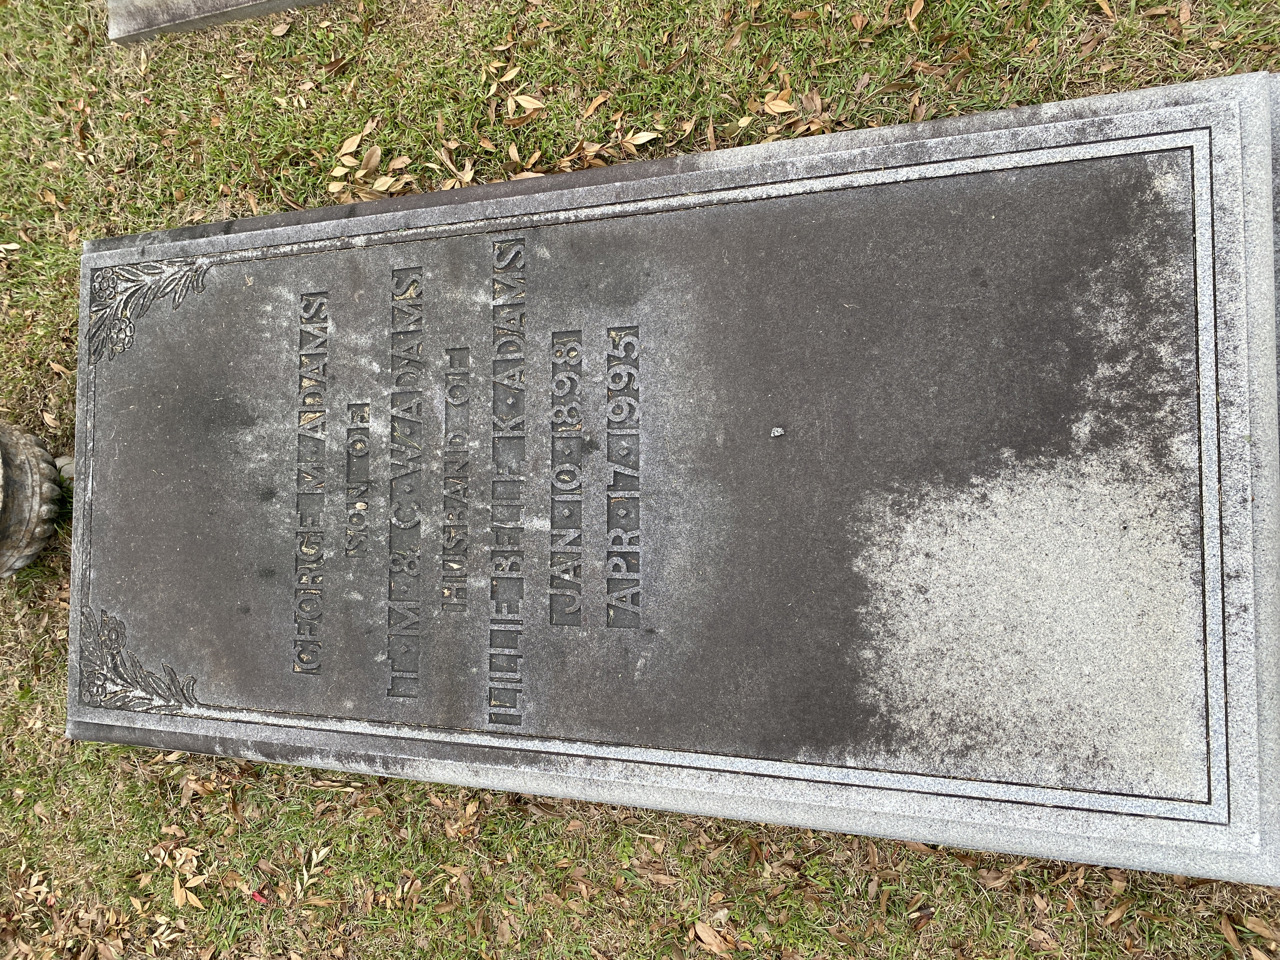 GEORGE M. ADAMS
SON OF
T·M·& C·W·ADAMS
HUSBAND OF
LILLIE BELLE K·ADAMS
JAN·10·1898
APR·17·1995